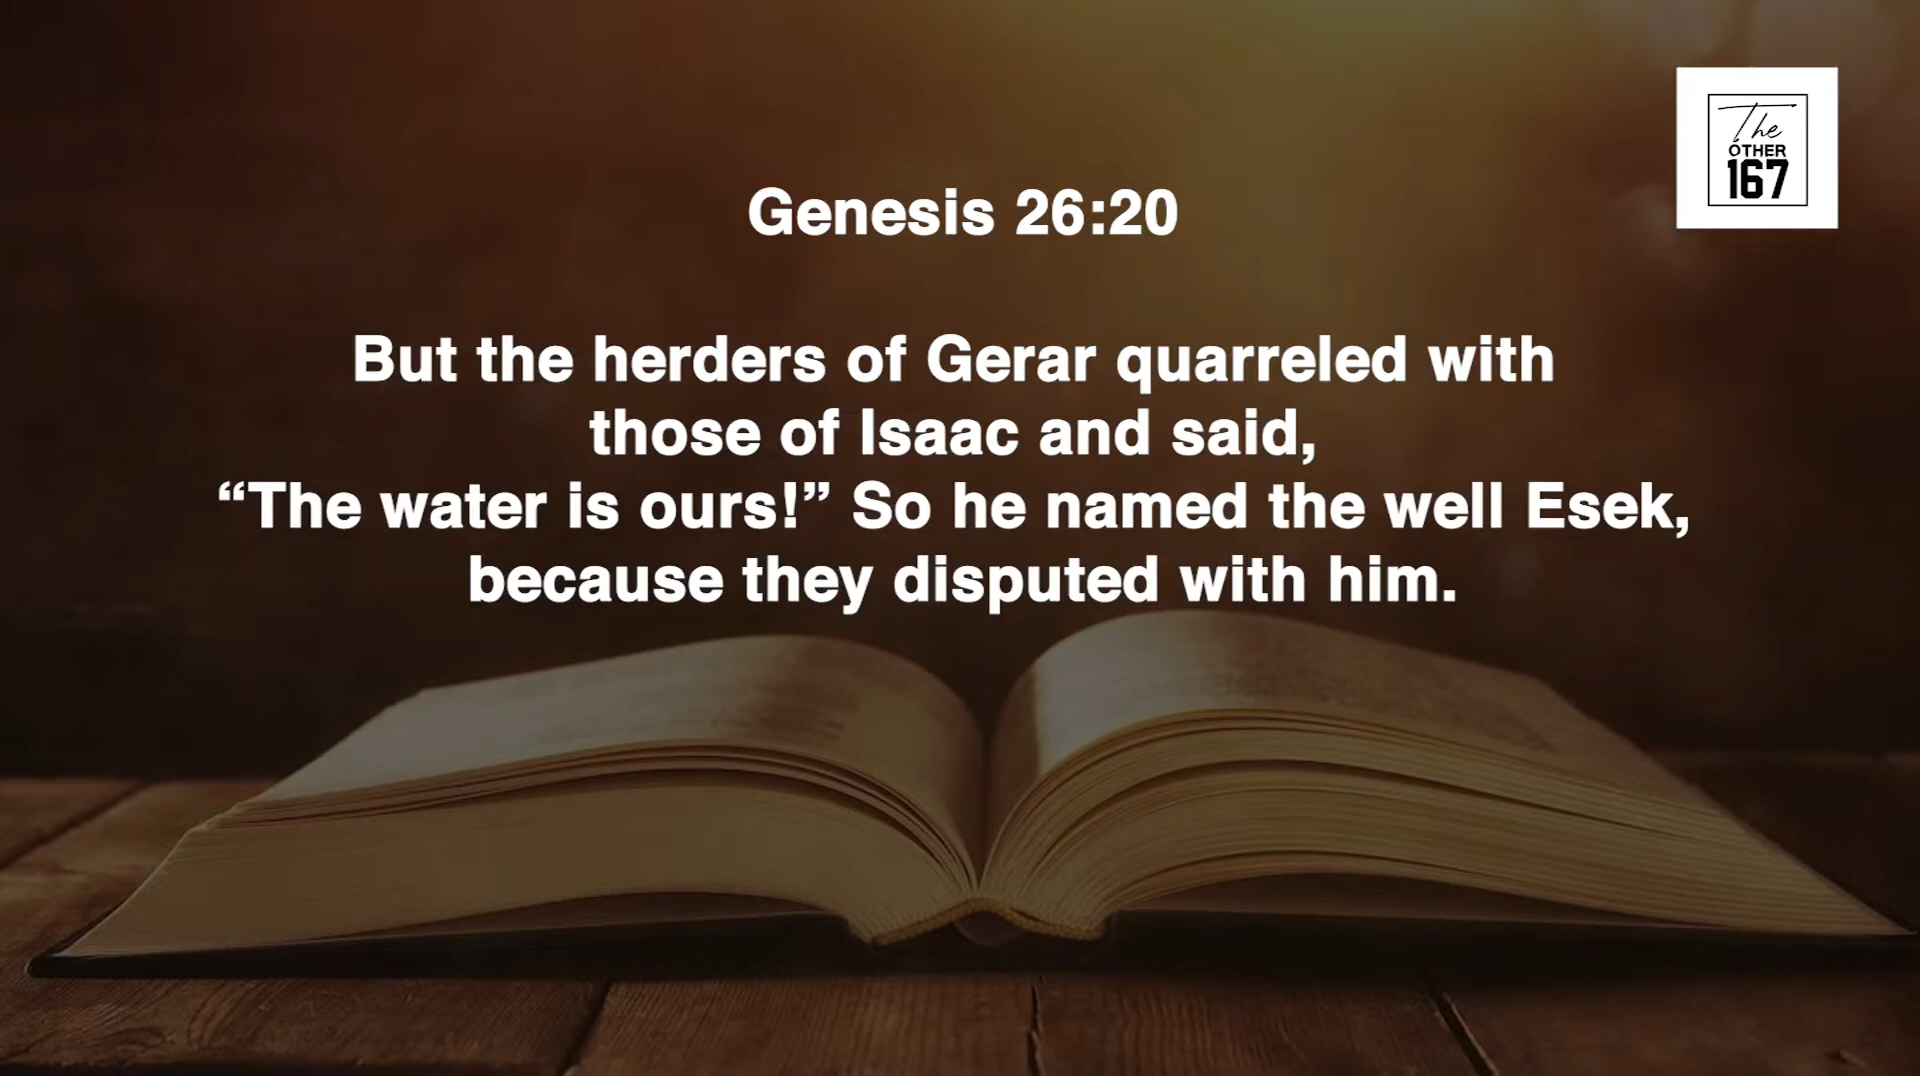 The
OTHER
167
Genesis 26:20
But the herders of Gerar quarreled with
those of Isaac and said,
“The water is ours!” So he named the well Esek,
because they disputed with him.